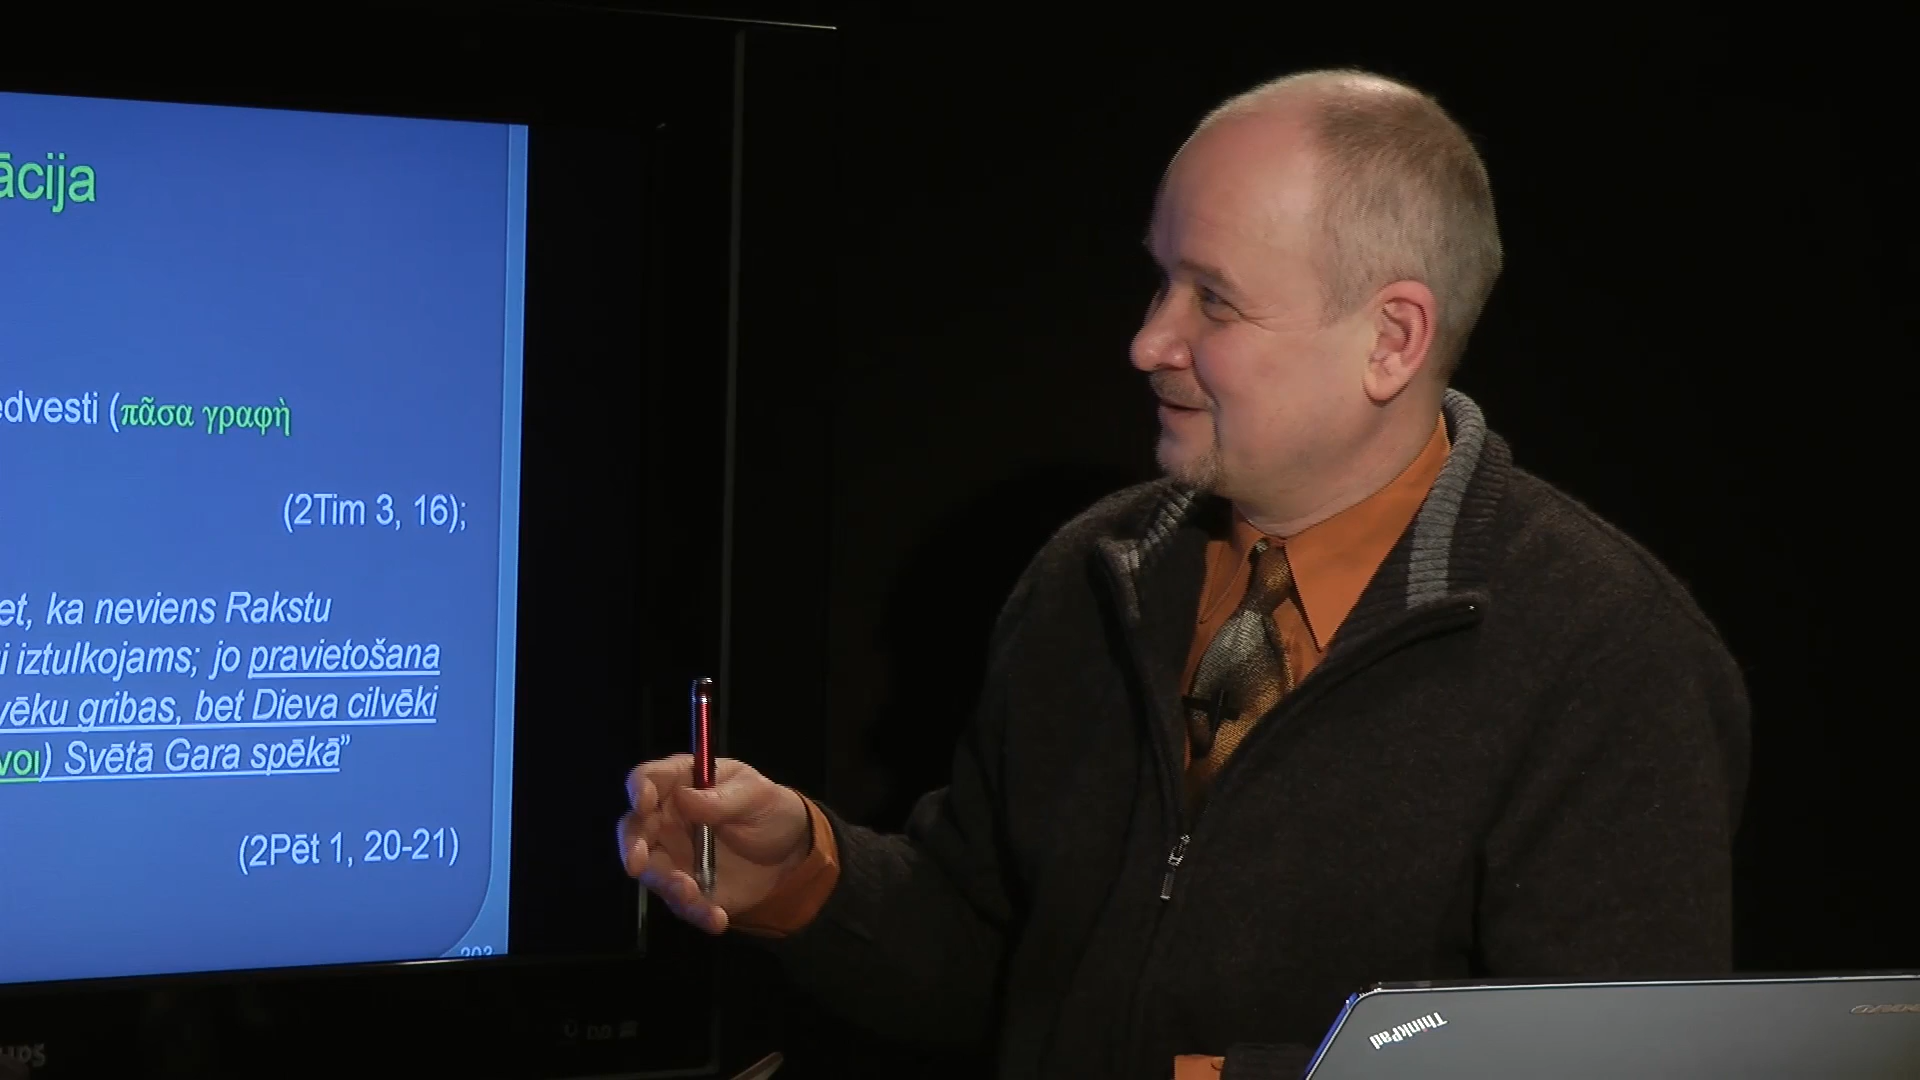 ācija
edvesti (πᾶσα γραφὴ
(2Tim 3, 16);
et, ka neviens Rakstu
i iztulkojams; jo pravietošana
vēku gribas, bet Dieva cilvēki
νοι) Svētā Gara spēkā”
(2Pēt 1, 20-21)
203
ThinkPad